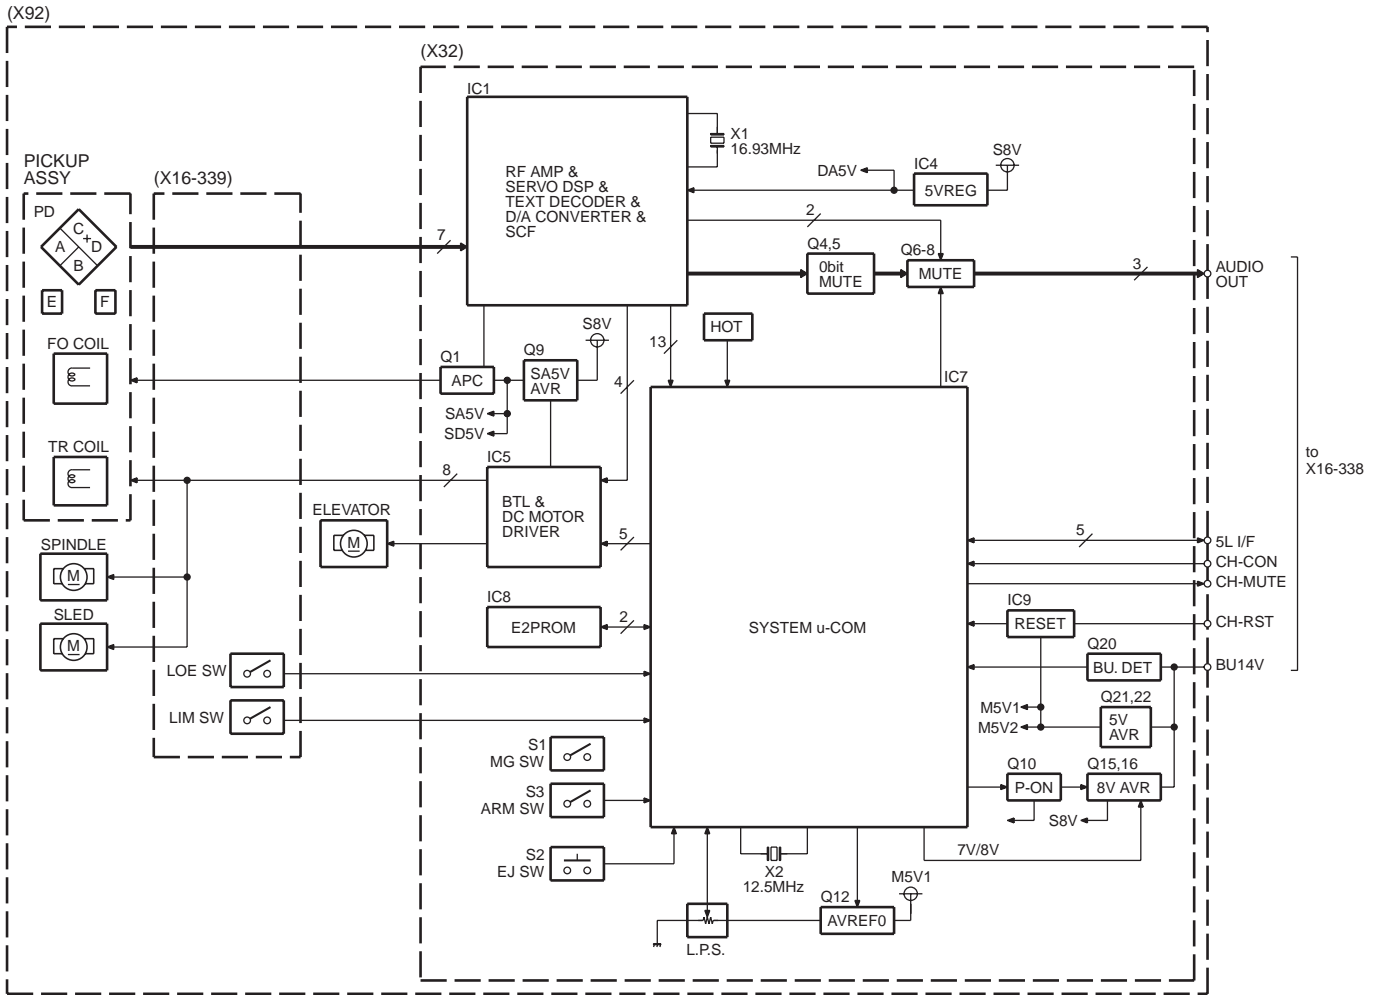 (X92)
(X32)
IC1
X1
16.93MHz
S8V
IC4
DA5V
5VREG
PICKUP
ASSY
(X16-339)
RF AMP &
SERVO DSP &
TEXT DECODER &
D/A CONVERTER &
SCF
PD
C
A + D
B
7
2
Q4,5
Q6-8
0bit
MUTE
MUTE
3
AUDIO
OUT
E
F
S8V
HOT
13
FO COIL
Q1
Q9
IC7
APC
SA5V
AVR
4
SA5V
SD5V
TR COIL
IC5
8
to
X16-338
BTL &
DC MOTOR
DRIVER
ELEVATOR
M
5
5
5L I/F
SPINDLE
M
CH-CON
CH-MUTE
IC8
IC9
SLED
M
E2PROM
2
SYSTEM u-COM
RESET
CH-RST
Q20
LOE SW
BU. DET
BU14V
Q21,22
M5V1
M5V2
5V
AVR
LIM SW
S1
MG SW
Q10
Q15,16
P-ON
8V AVR
S3
ARM SW
S8V
S2
EJ SW
7V/8V
X2
12.5MHz
M5V1
Q12
AVREF0
L.P.S.